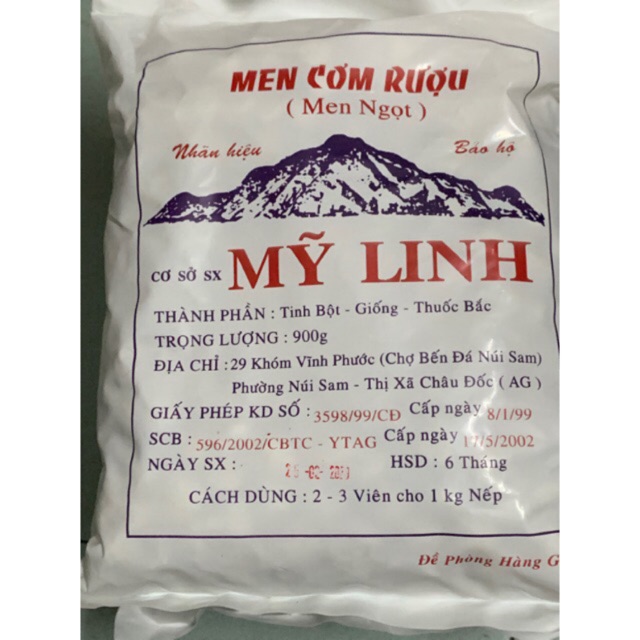 MEN CƠM RƯỢU
( Men Ngọt )
Nhãn hiệu Bảo hộ
CƠ SỞ SX MỸ LINH
THÀNH PHẦN : Tinh Bột - Giống - Thuốc Bắc
TRỌNG LƯỢNG : 900g
ĐỊA CHỈ : 29 Khóm Vĩnh Phước (Chợ Bến Đá Núi Sam)
Phường Núi Sam - Thị Xã Châu Đốc ( AG )
GIẤY PHÉP KD SỐ : 3598/99/CĐ Cấp ngày 8/1/99
SCB : 596/2002/CBTC - YTAG Cấp ngày 17/5/2002
NGÀY SX : HSD : 6 Tháng
CÁCH DÙNG : 2 - 3 Viên cho 1 kg Nếp
Đề Phòng Hàng G